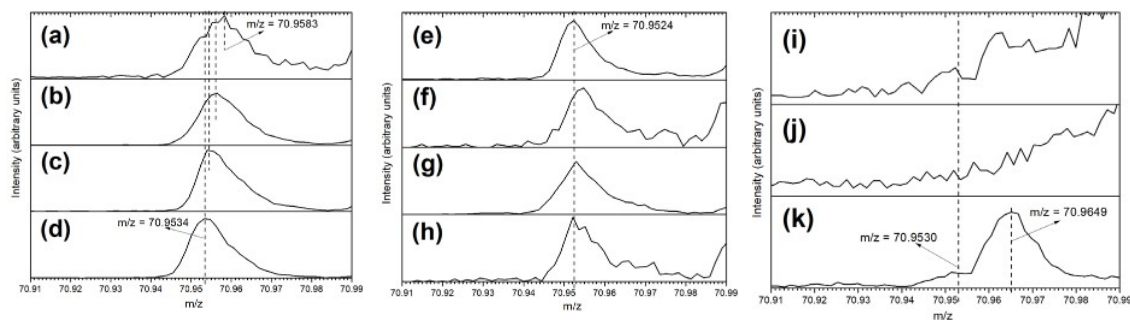 (a)
m/z = 70.9583
(b)
(c)
(d)
m/z = 70.9534
Intensity (arbitrary units)
70.91 70.92 70.93 70.94 70.95 70.96 70.97 70.98 70.99
m/z
(e)
m/z = 70.9524
(f)
(g)
(h)
Intensity (arbitrary units)
70.91 70.92 70.93 70.94 70.95 70.96 70.97 70.98 70.99
m/z
(i)
(j)
(k)
m/z = 70.9649
m/z = 70.9530
Intensity (arbitrary units)
70.91 70.92 70.93 70.94 70.95 70.96 70.97 70.98 70.99
m/z